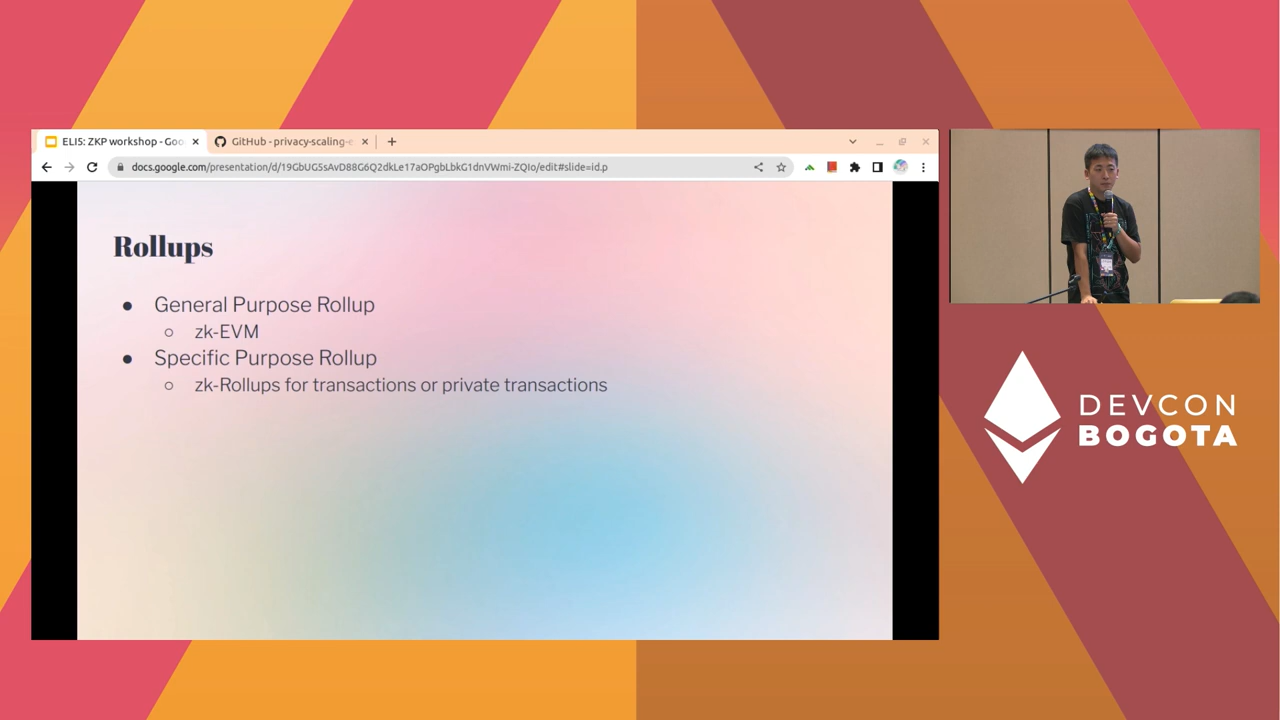 ELI5: ZKP workshop - Goo
GitHub - privacy-scaling-e
docs.google.com/presentation/d/19GbUG5sAvD88G6Q2dkLe17aOPgbLbkG1dnVWmi-ZQIo/edit#slide=id.p
Rollups
● General Purpose Rollup
○ zk-EVM
● Specific Purpose Rollup
○ zk-Rollups for transactions or private transactions
DEVCON
BOGOTA